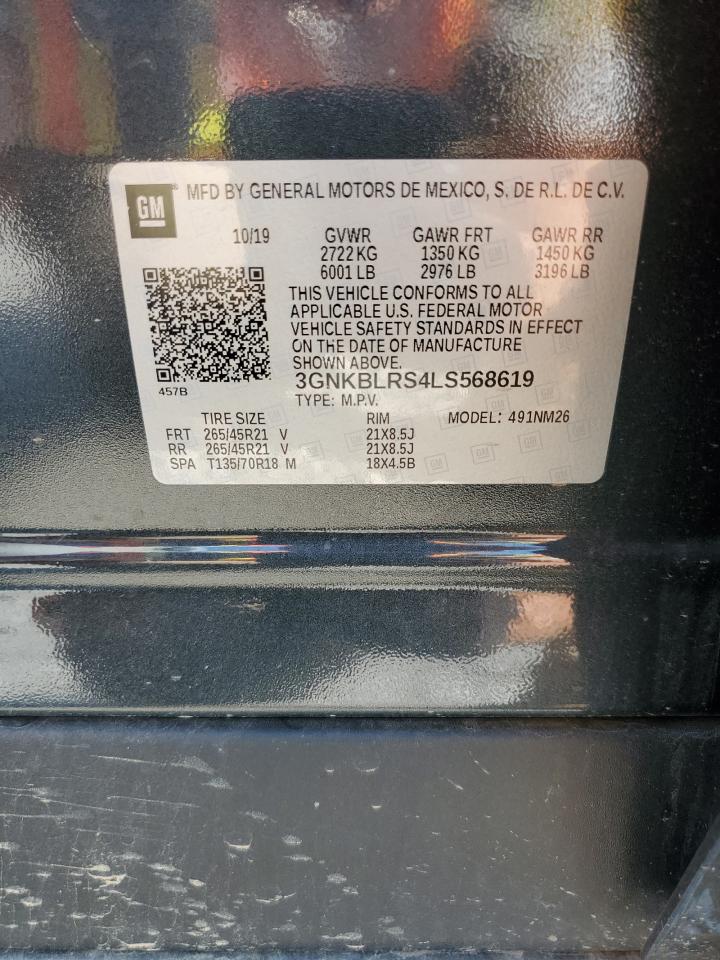 GM ® MFD BY GENERAL MOTORS DE MEXICO, S. DE R.L. DE C.V.
10/19 GVWR GAWR FRT GAWR RR
2722 KG 1350 KG 1450 KG
6001 LB 2976 LB 3196 LB
THIS VEHICLE CONFORMS TO ALL
APPLICABLE U.S. FEDERAL MOTOR
VEHICLE SAFETY STANDARDS IN EFFECT
ON THE DATE OF MANUFACTURE
SHOWN ABOVE.
3GNKBLRS4LS568619
457B
TYPE: M.P.V.
TIRE SIZE RIM MODEL: 491NM26
FRT 265/45R21 V 21X8.5J
RR 265/45R21 V 21X8.5J
SPA T135/70R18 M 18X4.5B